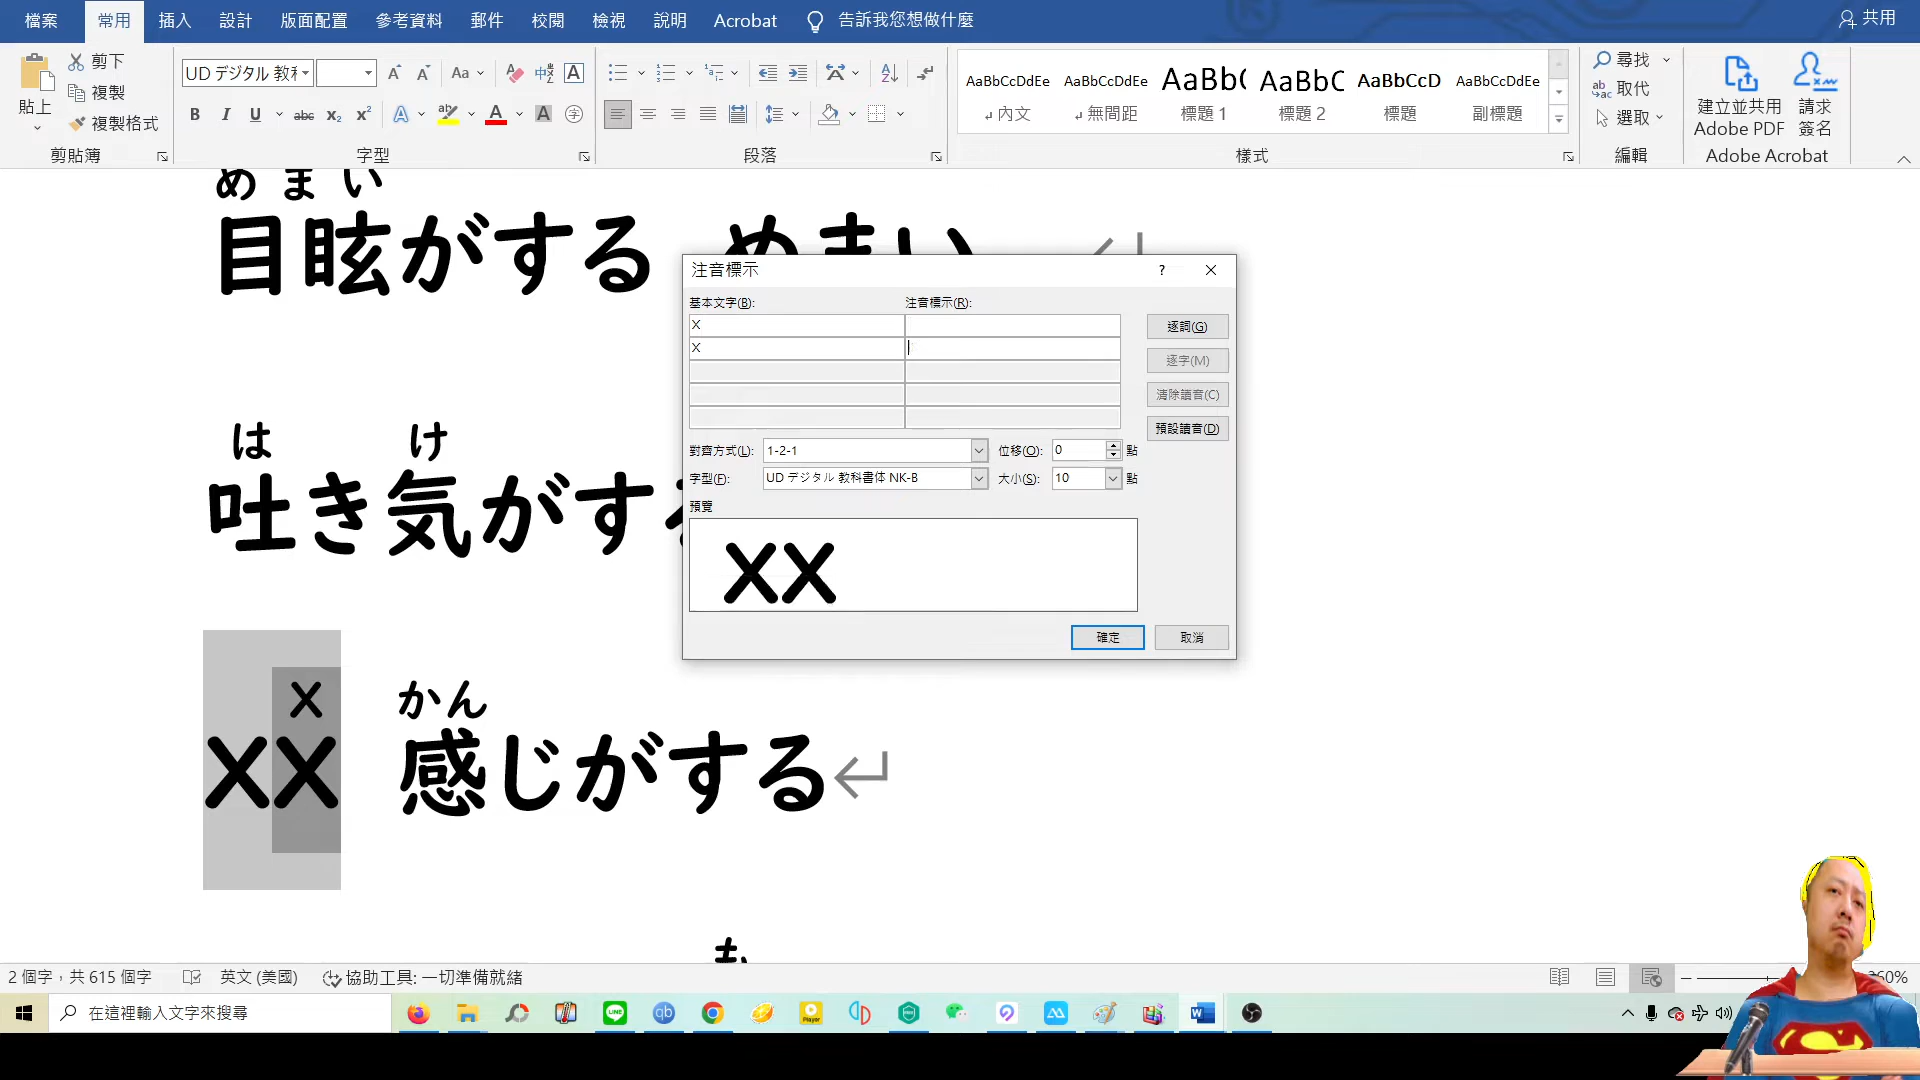 檔案 常用 插入 設計 版面配置 參考資料 郵件 校閱 檢視 說明 Acrobat 告訴我您想做什麼 共用
貼上 剪下 複製 複製格式 剪貼簿
UD デジタル 教科 字型
段落
AaBbCcDdEe AaBbCcDdEe AaBb( AaBbC AaBbCcD AaBbCcDdEe
內文 無間距 標題 1 標題 2 標題 副標題
樣式
尋找 取代 選取 編輯
建立並共用 Adobe PDF 請求 簽名
Adobe Acrobat
めまい
目眩がする めまい
は け
吐き気がする
X かん
XX 感じがする
も
注音標示 ?
基本文字(B): 注音標示(R):
X
X
逐詞(G)
逐字(M)
清除讀音(C)
預設讀音(D)
對齊方式(L): 1-2-1 位移(O): 0 點
字型(F): UD デジタル 教科書体 NK-B 大小(S): 10 點
預覽
XX
確定 取消
2 個字，共 615 個字 英文 (美國) 協助工具: 一切準備就緒
在這裡輸入文字來搜尋